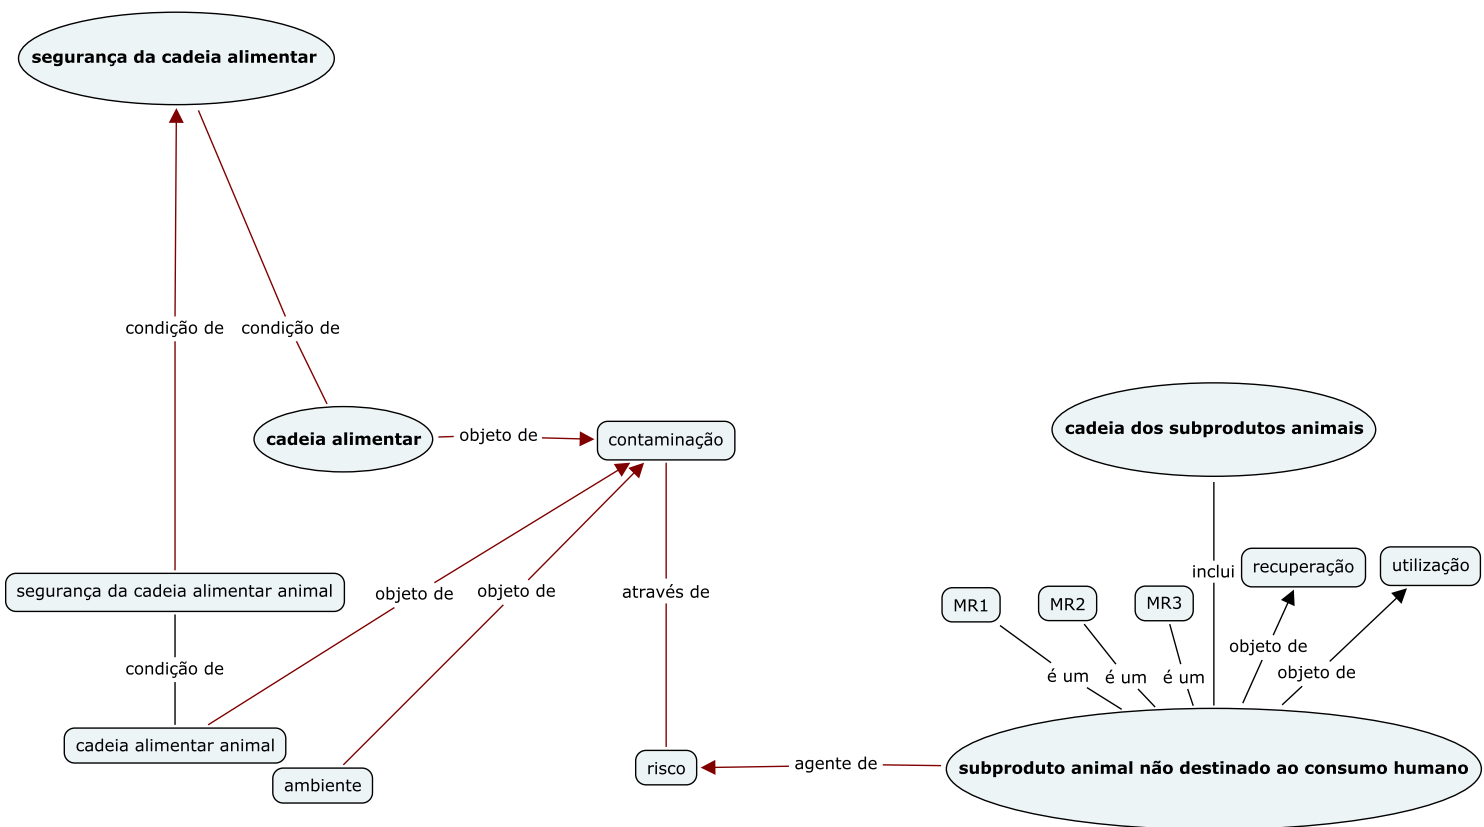 segurança da cadeia alimentar
condição de
condição de
cadeia alimentar
objeto de
contaminação
cadeia dos subprodutos animais
segurança da cadeia alimentar animal
objeto de
objeto de
através de
inclui
recuperação
utilização
MR1
MR2
MR3
objeto de
objeto de
é um
é um
é um
condição de
cadeia alimentar animal
ambiente
risco
agente de
subproduto animal não destinado ao consumo humano